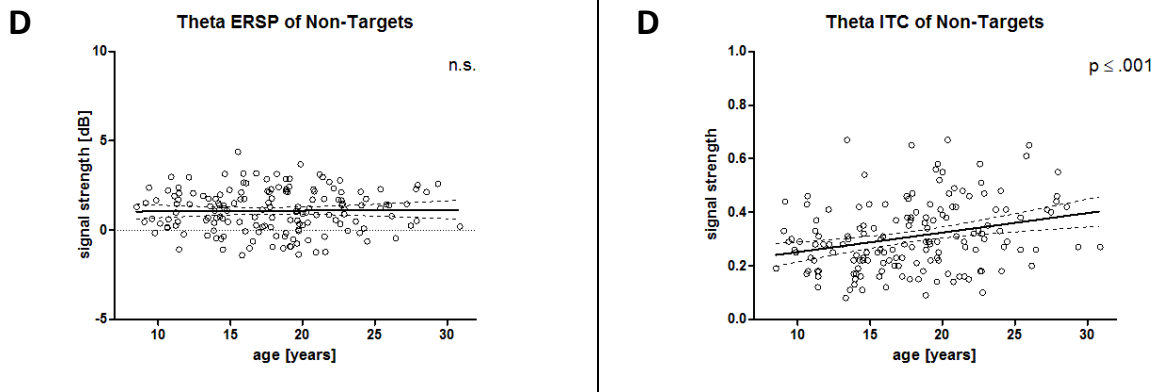 D
Theta ERSP of Non-Targets
n.s.
signal strength [dB]
10
5
0
-5
10
15
20
25
30
age [years]
D
Theta ITC of Non-Targets
p ≤ .001
signal strength
1.0
0.8
0.6
0.4
0.2
0.0
10
15
20
25
30
age [years]